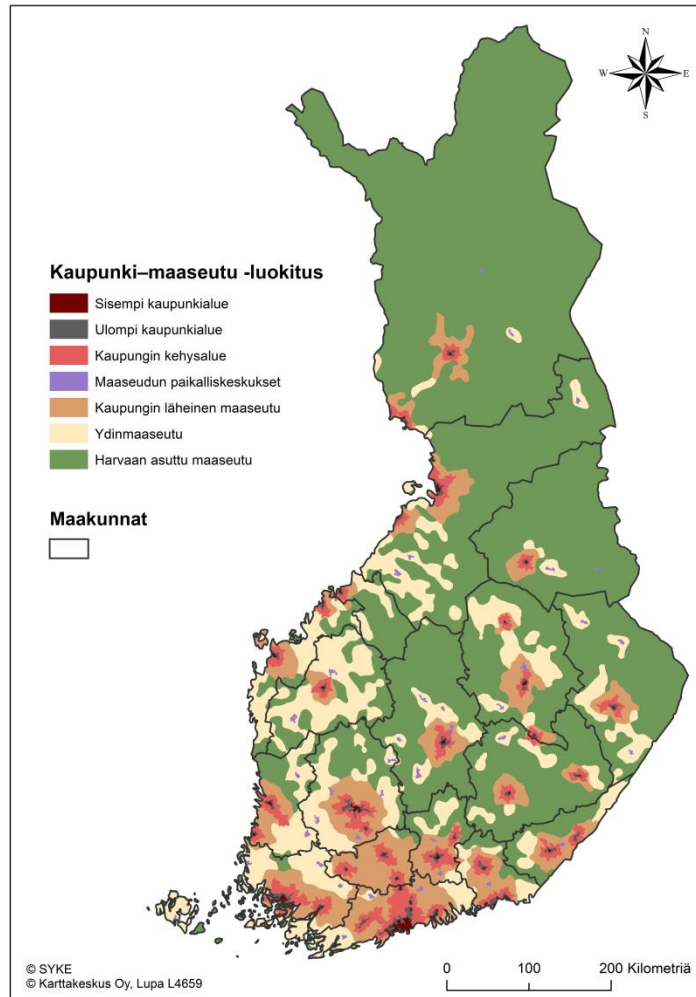 N
W E
S
Kaupunki–maaseutu -luokitus
Sisempi kaupunkialue
Ulompi kaupunkialue
Kaupungin kehysalue
Maaseudun paikalliskeskukset
Kaupungin läheinen maaseutu
Ydinmaaseutu
Harvaan asuttu maaseutu
Maakunnat
© SYKE
© Karttakeskus Oy, Lupa L4659
0 100 200 Kilometriä